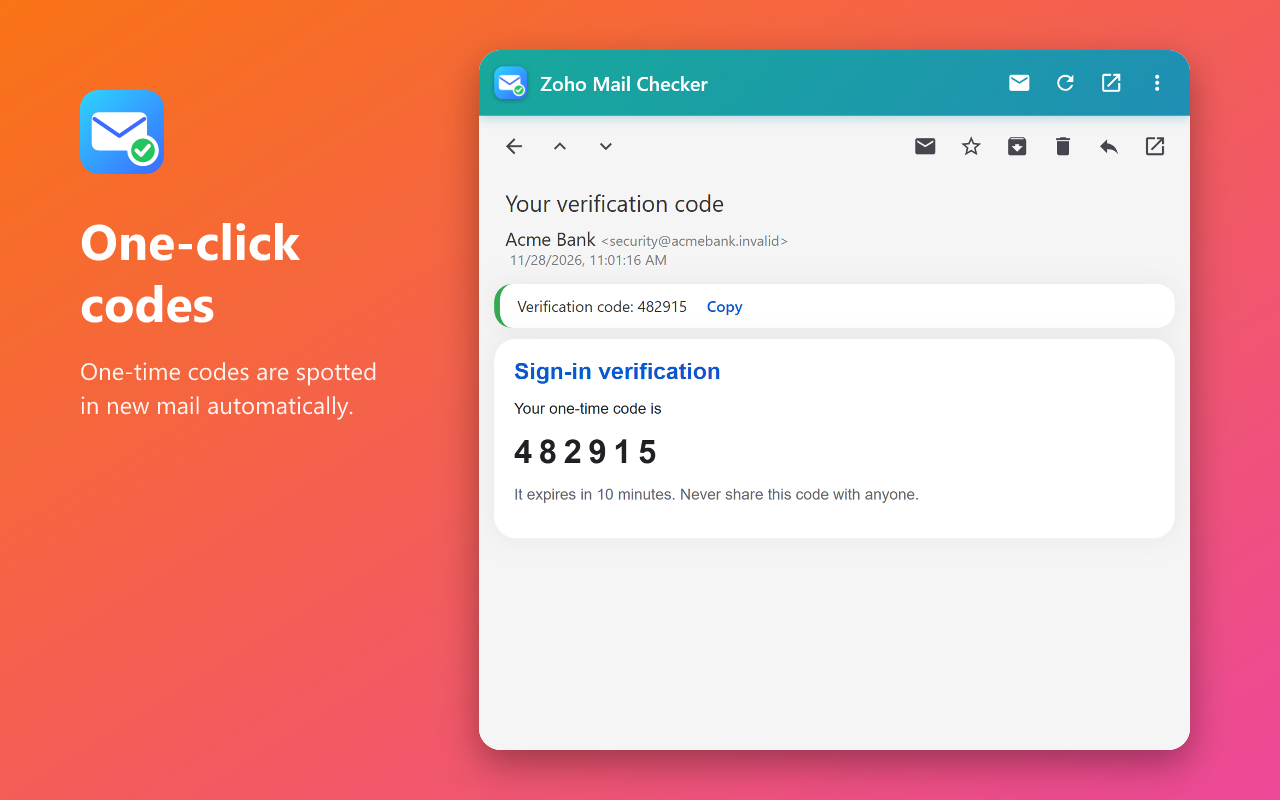 One-click
codes
One-time codes are spotted
in new mail automatically.
Zoho Mail Checker
Your verification code
Acme Bank <security@acmebank.invalid>
11/28/2026, 11:01:16 AM
Verification code: 482915 Copy
Sign-in verification
Your one-time code is
482915
It expires in 10 minutes. Never share this code with anyone.